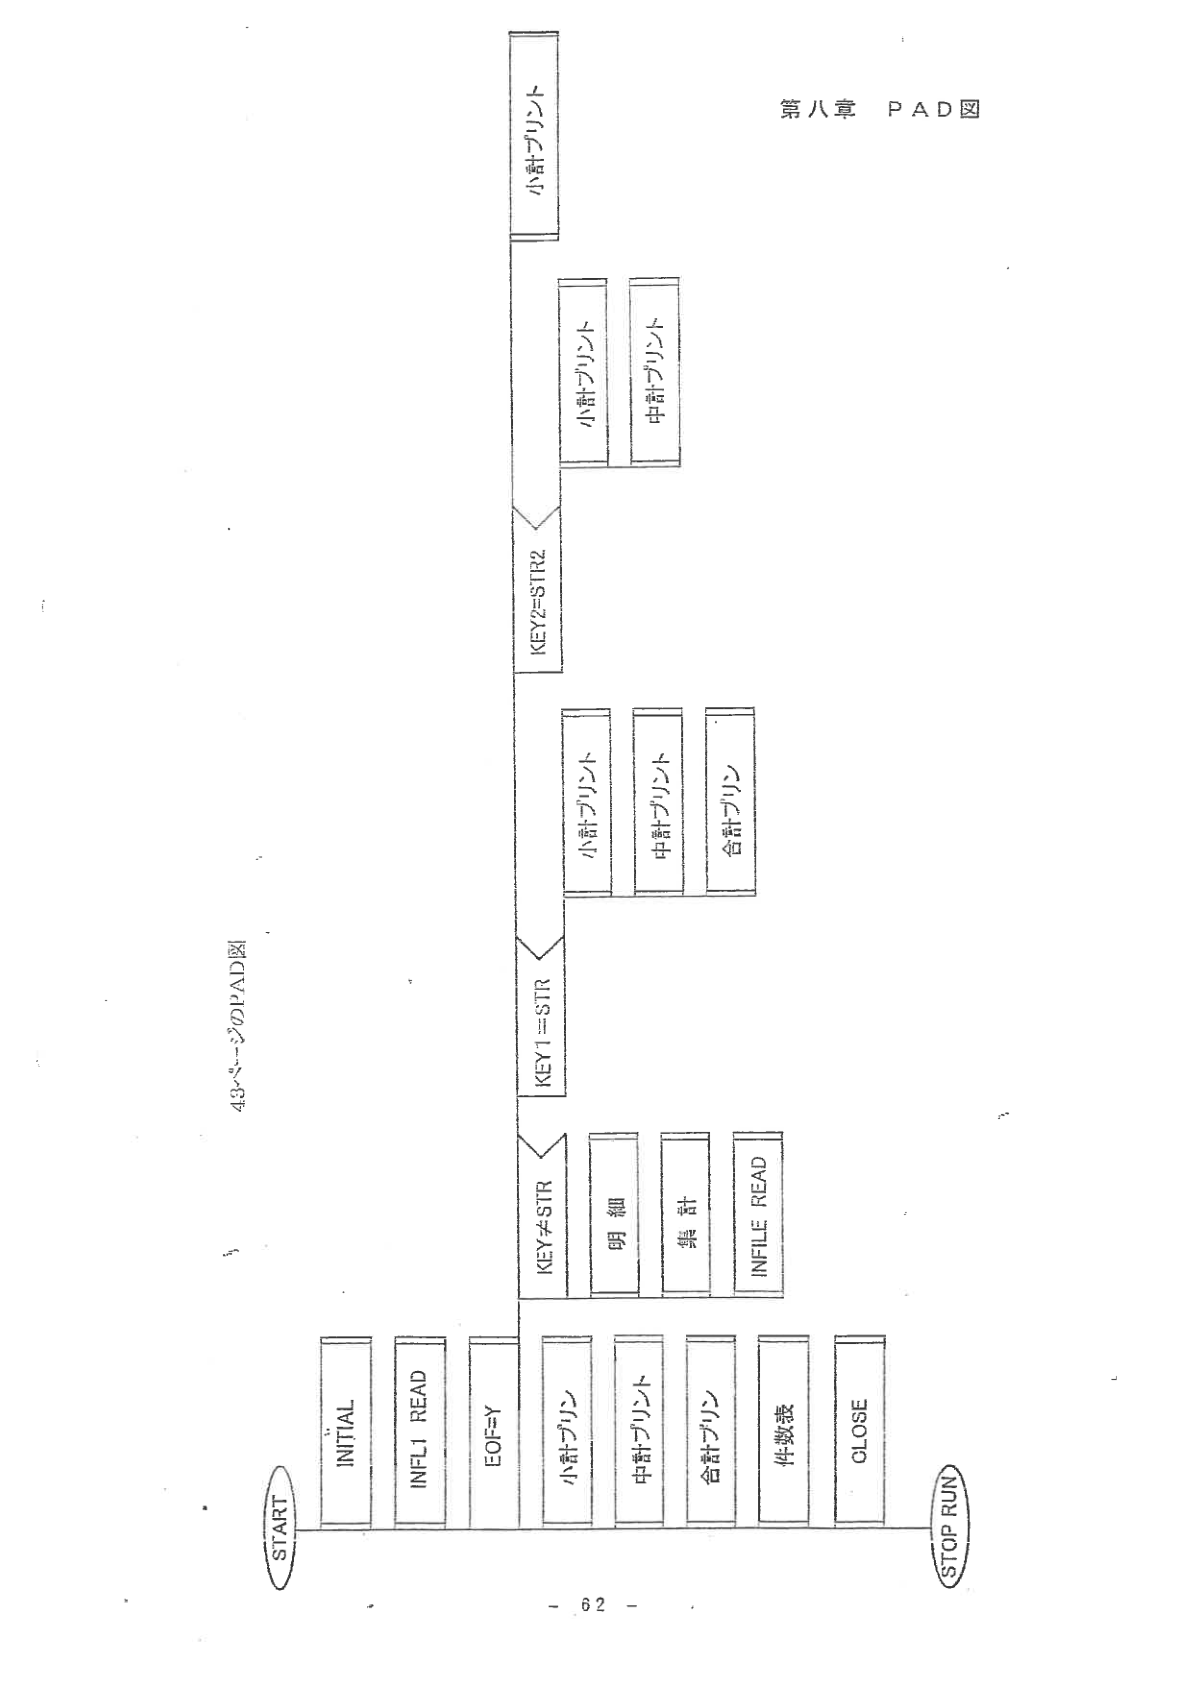 第八章　ＰＡＤ図
43ページのPAD図
START
INITIAL
INFL1 READ
EOF=Y
KEY≠STR
KEY1=STR
KEY2=STR2
小計プリント
小計プリント
中計プリント
小計プリント
中計プリント
合計プリン
明 細
集 計
INFILE READ
小計プリン
中計プリント
合計プリン
件数表
CLOSE
STOP RUN
－ 62 －